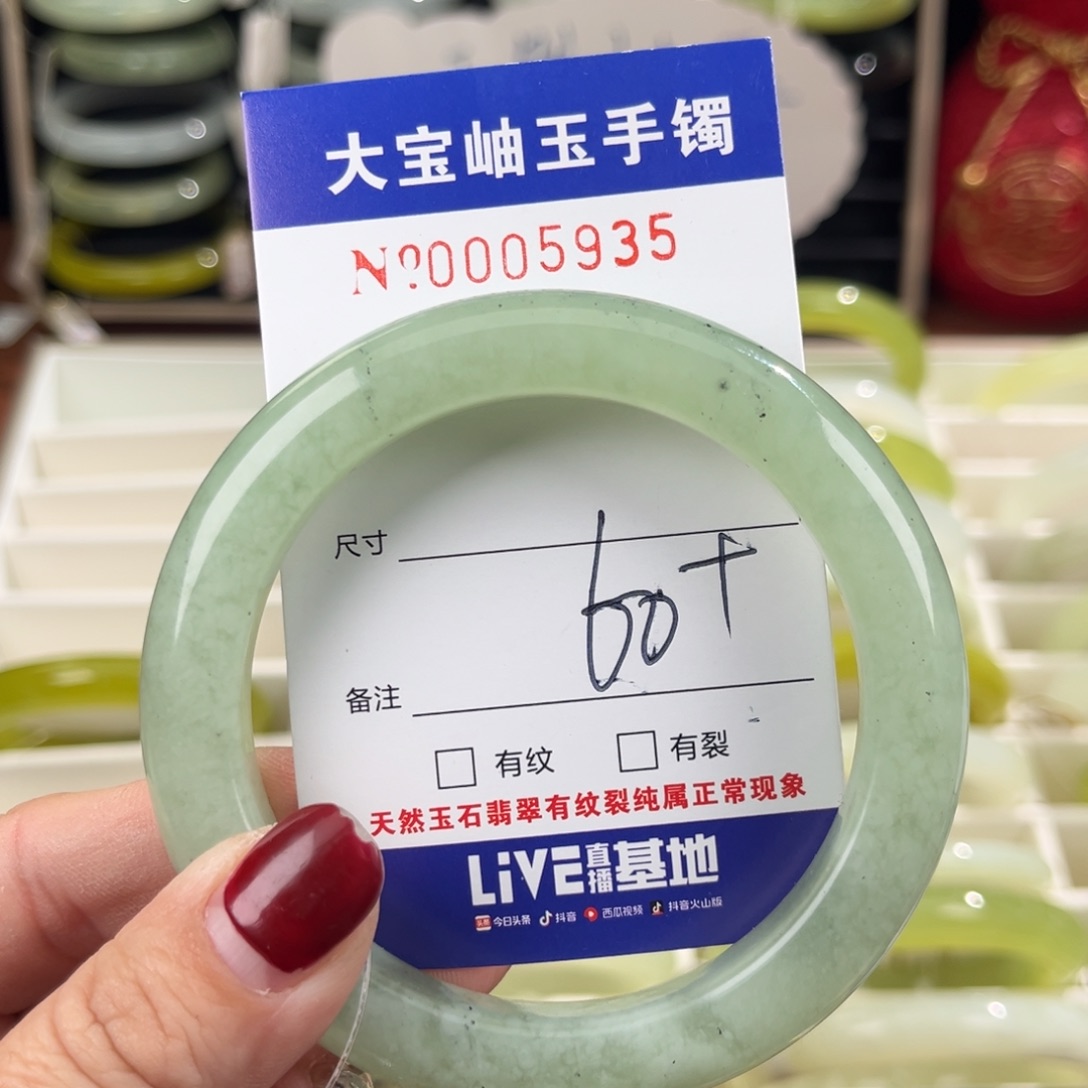 大宝岫玉手镯
Nº0005935
尺寸
60+
备注
□ 有纹 □ 有裂
天然玉石翡翠有纹裂纯属正常现象
LiVE直播基地
头条 今日头条 抖音 西瓜视频 抖音火山版